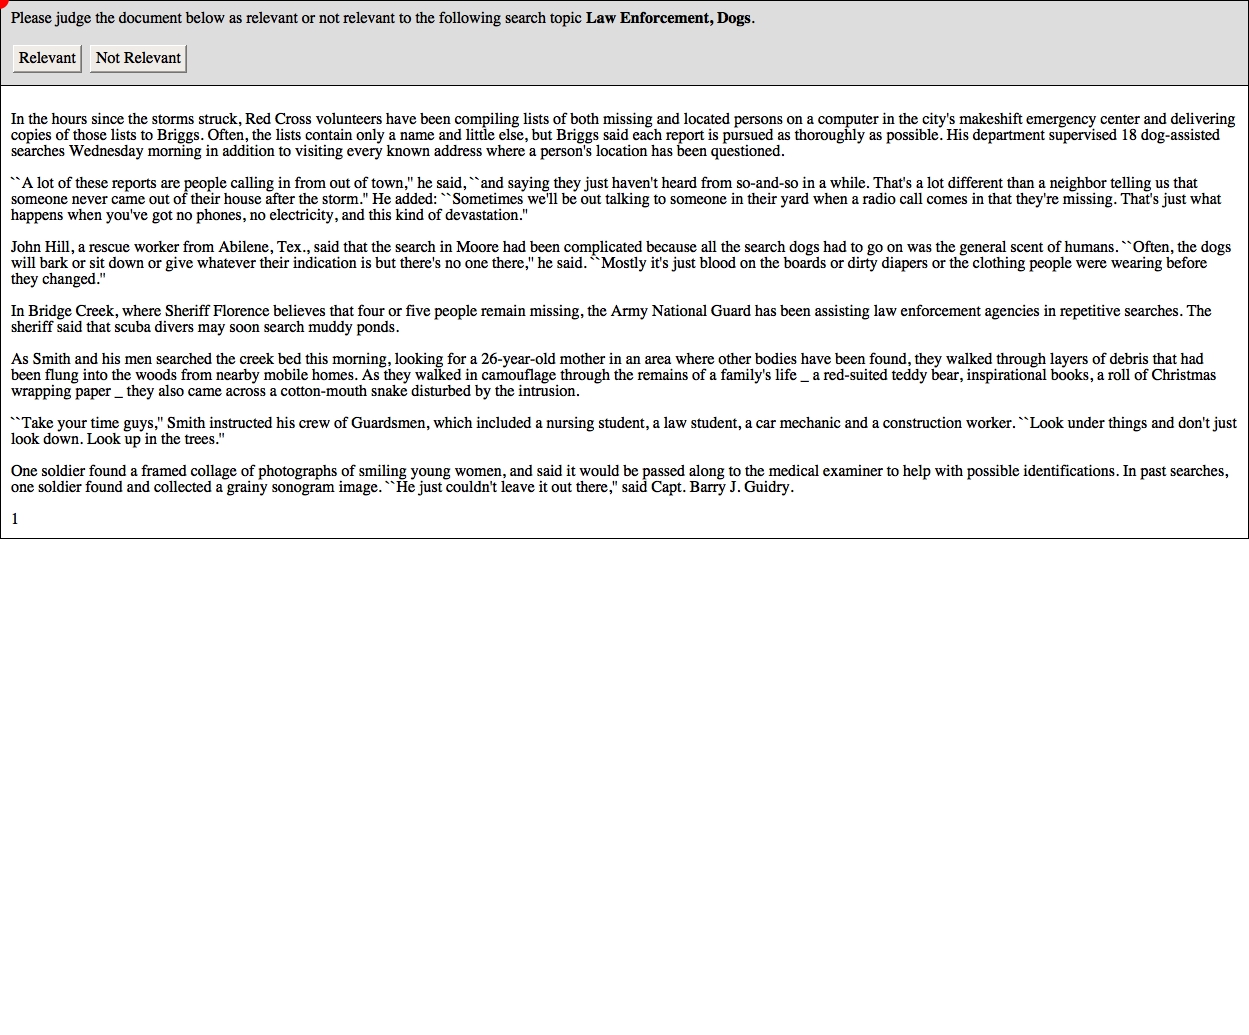 Please judge the document below as relevant or not relevant to the following search topic Law Enforcement, Dogs.
Relevant Not Relevant
In the hours since the storms struck, Red Cross volunteers have been compiling lists of both missing and located persons on a computer in the city's makeshift emergency center and delivering
copies of those lists to Briggs. Often, the lists contain only a name and little else, but Briggs said each report is pursued as thoroughly as possible. His department supervised 18 dog-assisted
searches Wednesday morning in addition to visiting every known address where a person's location has been questioned.
``A lot of these reports are people calling in from out of town,'' he said, ``and saying they just haven't heard from so-and-so in a while. That's a lot different than a neighbor telling us that
someone never came out of their house after the storm.'' He added: ``Sometimes we'll be out talking to someone in their yard when a radio call comes in that they're missing. That's just what
happens when you've got no phones, no electricity, and this kind of devastation.''
John Hill, a rescue worker from Abilene, Tex., said that the search in Moore had been complicated because all the search dogs had to go on was the general scent of humans. ``Often, the dogs
will bark or sit down or give whatever their indication is but there's no one there,'' he said. ``Mostly it's just blood on the boards or dirty diapers or the clothing people were wearing before
they changed.''
In Bridge Creek, where Sheriff Florence believes that four or five people remain missing, the Army National Guard has been assisting law enforcement agencies in repetitive searches. The
sheriff said that scuba divers may soon search muddy ponds.
As Smith and his men searched the creek bed this morning, looking for a 26-year-old mother in an area where other bodies have been found, they walked through layers of debris that had
been flung into the woods from nearby mobile homes. As they walked in camouflage through the remains of a family's life _ a red-suited teddy bear, inspirational books, a roll of Christmas
wrapping paper _ they also came across a cotton-mouth snake disturbed by the intrusion.
``Take your time guys,'' Smith instructed his crew of Guardsmen, which included a nursing student, a law student, a car mechanic and a construction worker. ``Look under things and don't just
look down. Look up in the trees.''
One soldier found a framed collage of photographs of smiling young women, and said it would be passed along to the medical examiner to help with possible identifications. In past searches,
one soldier found and collected a grainy sonogram image. ``He just couldn't leave it out there,'' said Capt. Barry J. Guidry.
1